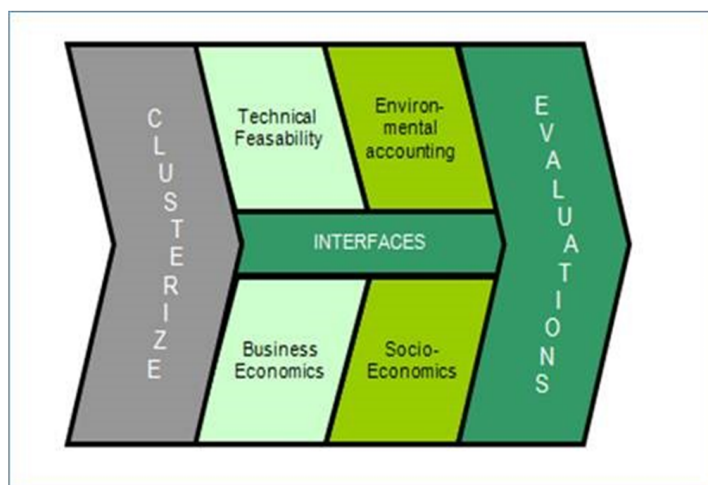 CLUSTERIZE
Technical
Feasability
Environ-
mental
accounting
INTERFACES
Business
Economics
Socio-
Economics
EVALUATIONS